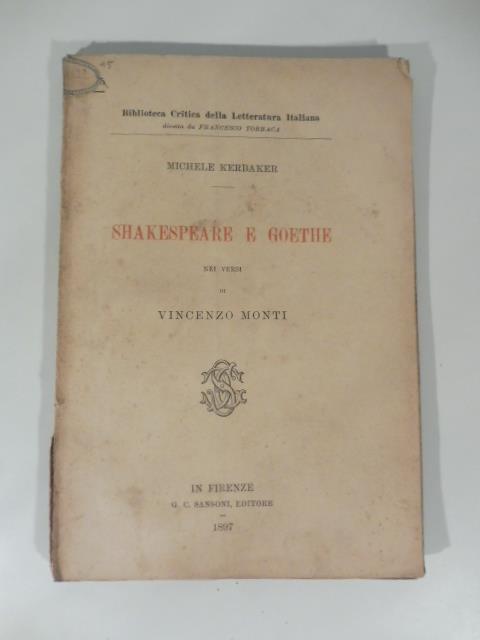 45
Biblioteca Critica della Letteratura Italiana
diretta da FRANCESCO TORRACA
MICHELE KERBAKER
SHAKESPEARE E GOETHE
NEI VERSI
DI
VINCENZO MONTI
IN FIRENZE
G. C. SANSONI, EDITORE
1897